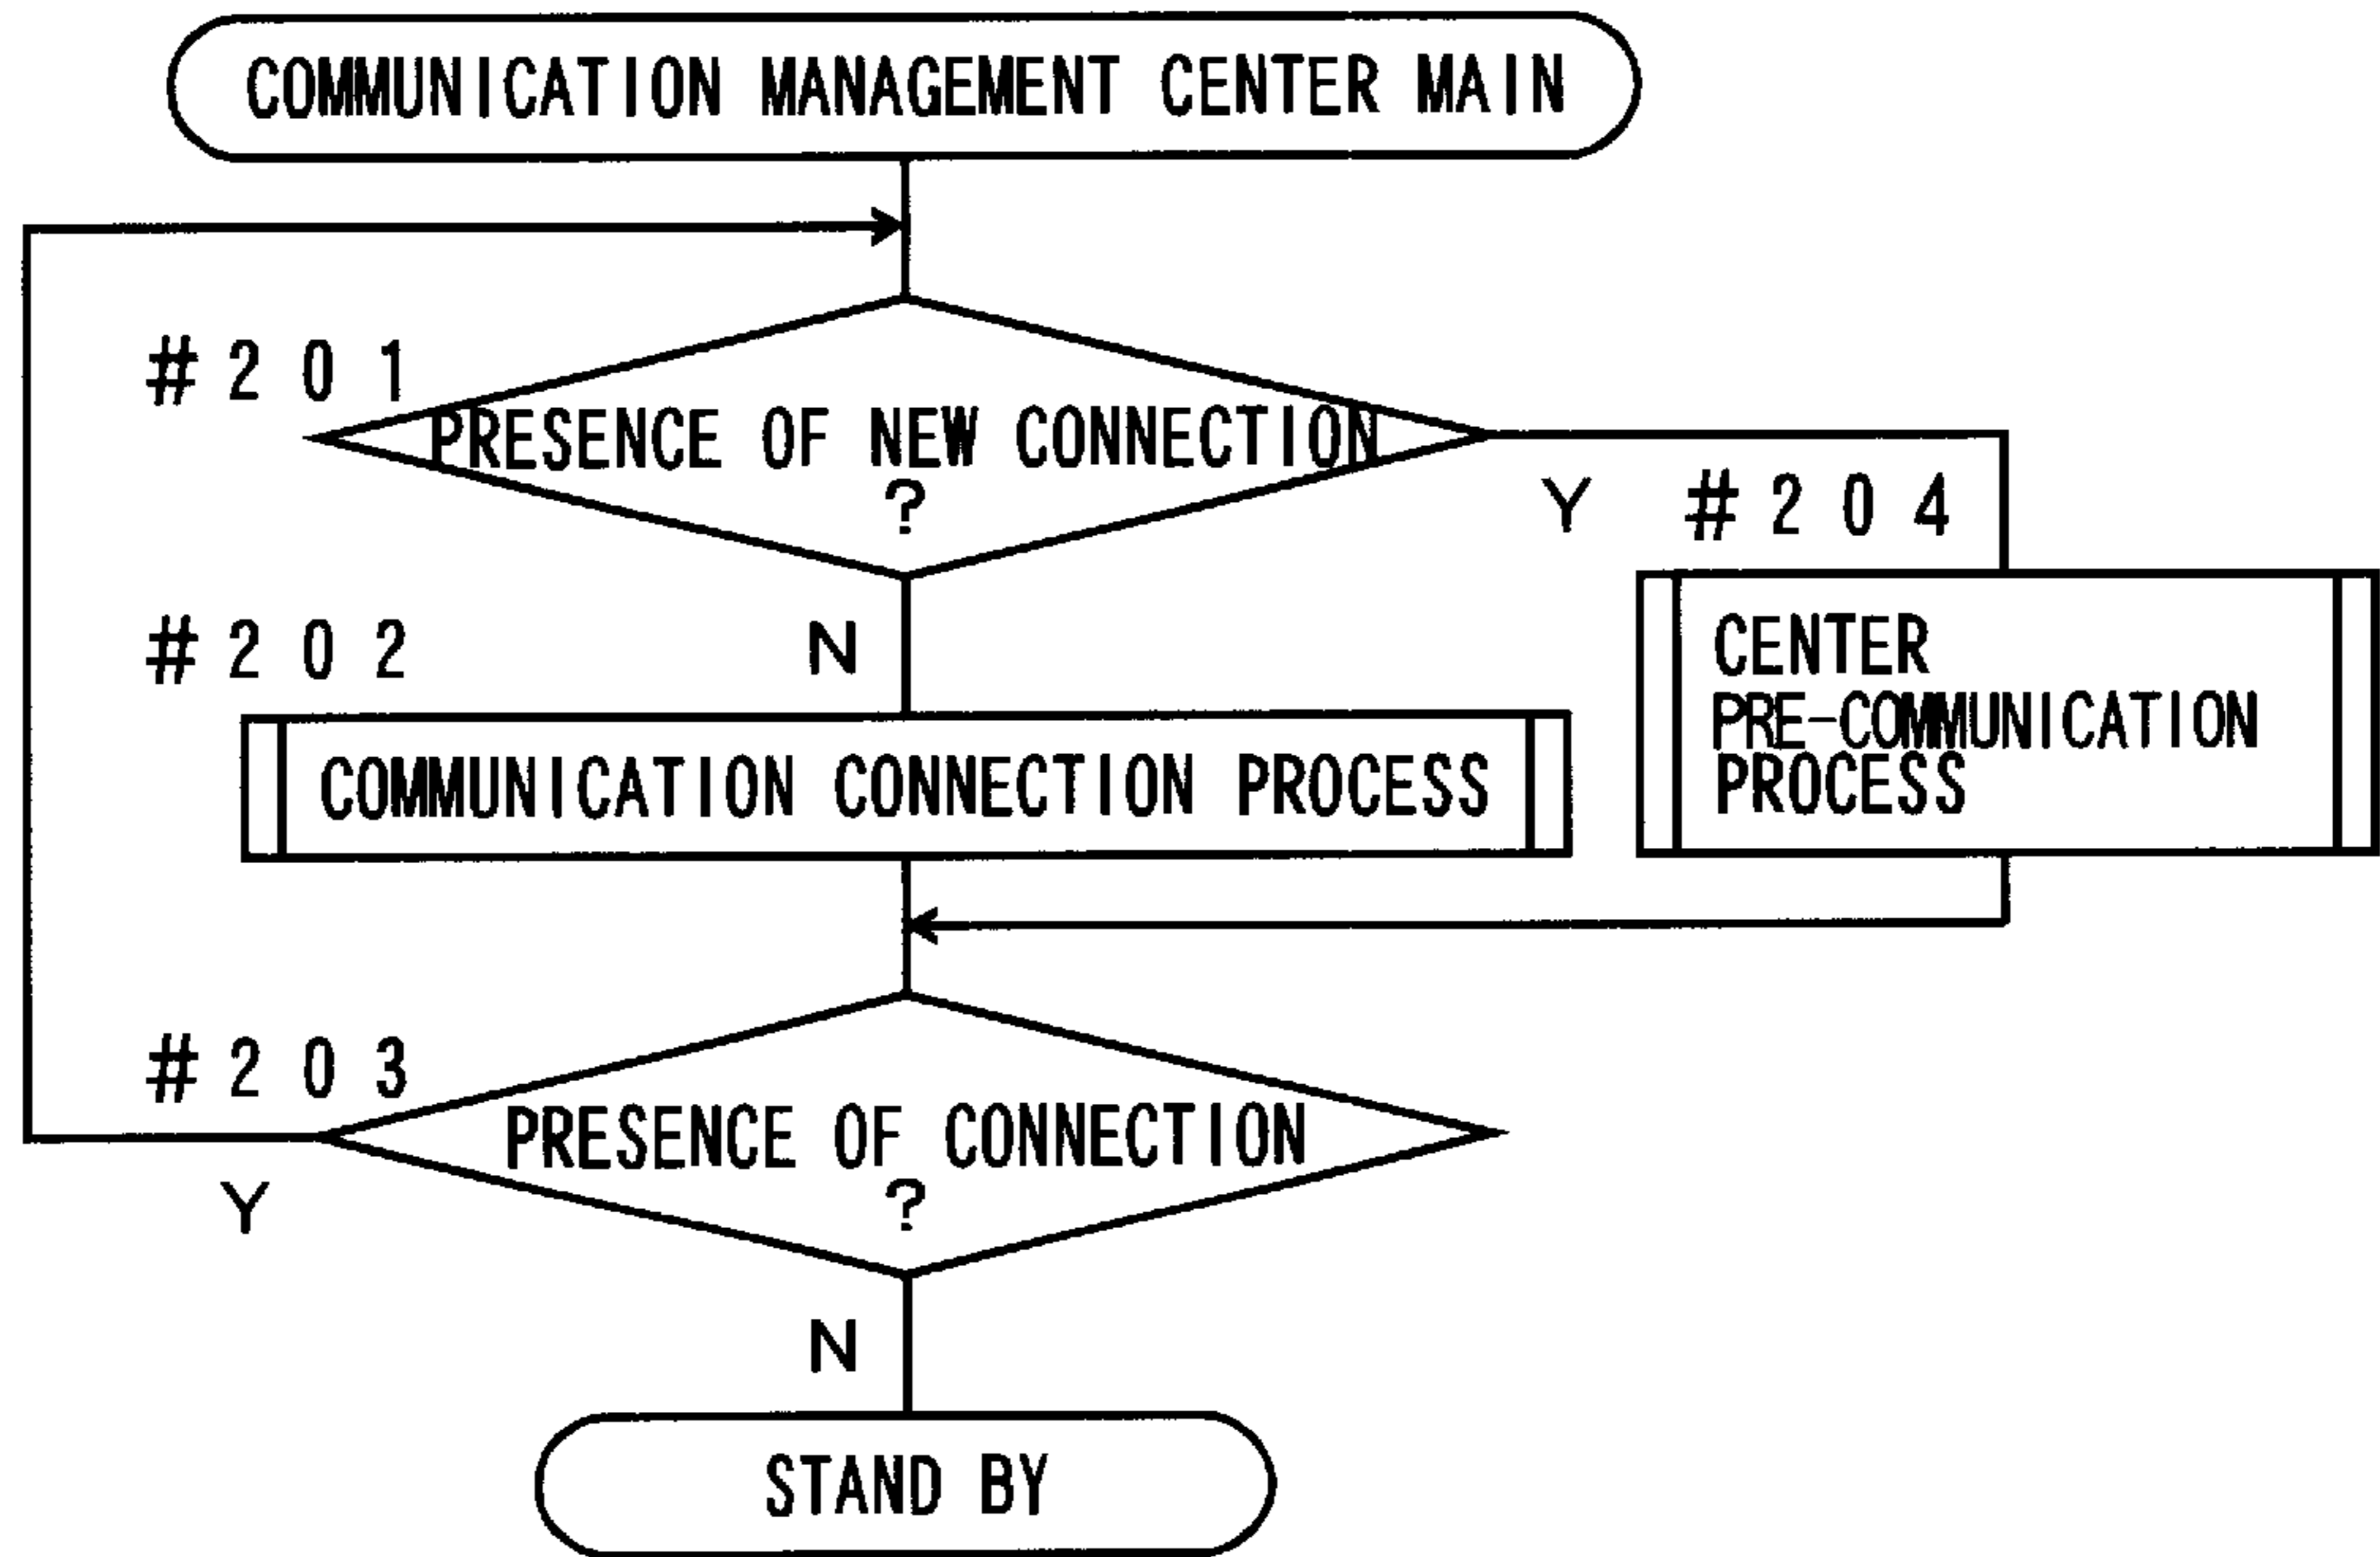 COMMUNICATION MANAGEMENT CENTER MAIN
#201
PRESENCE OF NEW CONNECTION
?
Y
#204
#202
N
CENTER
PRE-COMMUNICATION
PROCESS
COMMUNICATION CONNECTION PROCESS
#203
PRESENCE OF CONNECTION
?
Y
N
STAND BY